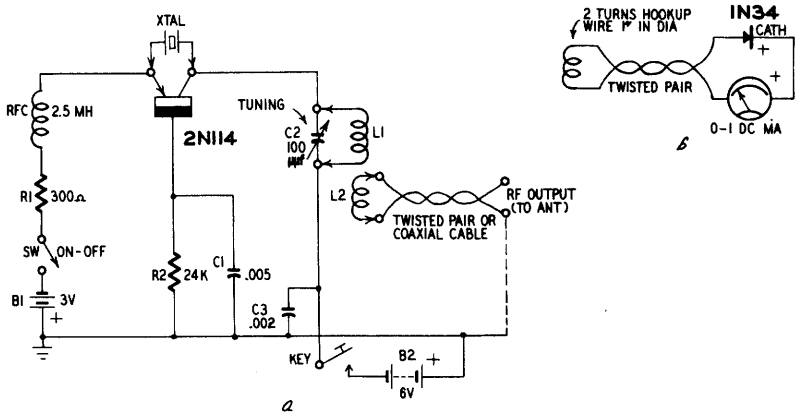 XTAL
RFC
2.5 MH
2N114
TUNING
C2
100
μμf
L1
R1
300Ω
L2
RF OUTPUT
(TO ANT)
TWISTED PAIR OR
COAXIAL CABLE
SW
ON-OFF
R2
24K
C1
.005
B1
3V
+
C3
.002
KEY
B2
+
6V
а
2 TURNS HOOKUP
WIRE 1" IN DIA
1N34
CATH
+
TWISTED PAIR
+
0-1 DC MA
б